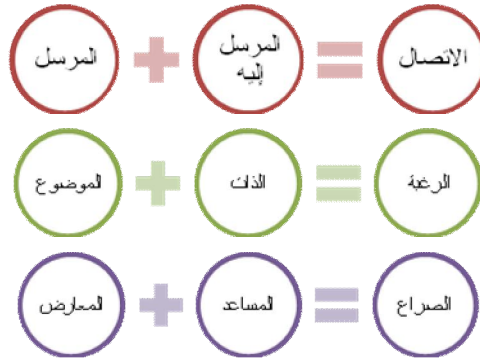 المرسل + المرسل إليه = الاتصال
الموضوع + الذات = الرغبة
المعارض + المساعد = الصراع